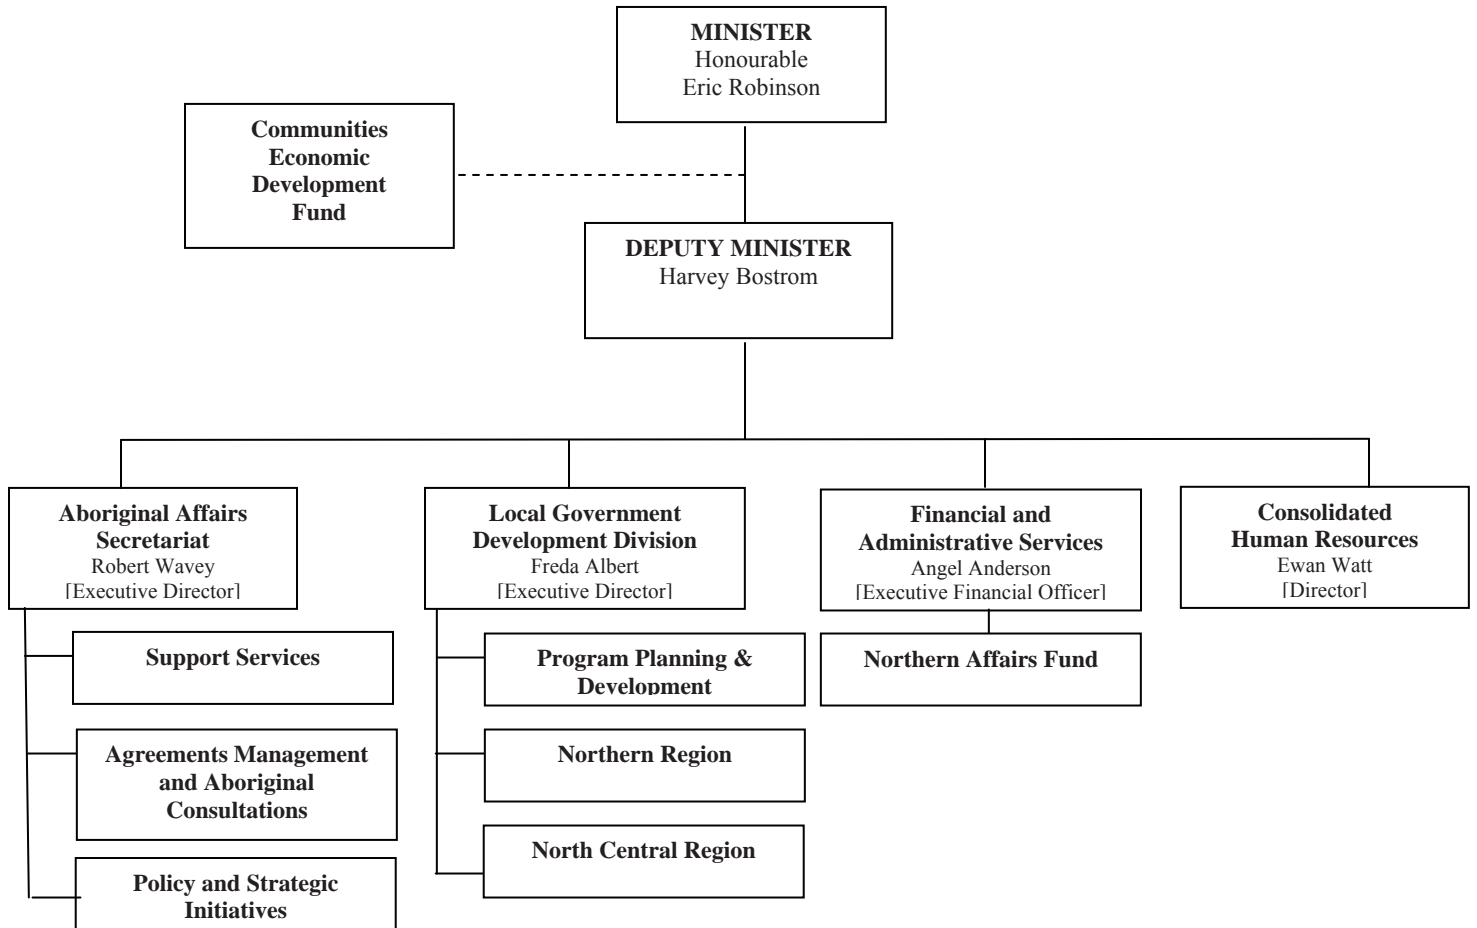 MINISTER
Honourable
Eric Robinson
Communities
Economic
Development
Fund
DEPUTY MINISTER
Harvey Bostrom
Aboriginal Affairs
Secretariat
Robert Wavey
[Executive Director]
Local Government
Development Division
Freda Albert
[Executive Director]
Financial and
Administrative Services
Angel Anderson
[Executive Financial Officer]
Consolidated
Human Resources
Ewan Watt
[Director]
Support Services
Agreements Management
and Aboriginal
Consultations
Policy and Strategic
Initiatives
Program Planning &
Development
Northern Region
North Central Region
Northern Affairs Fund